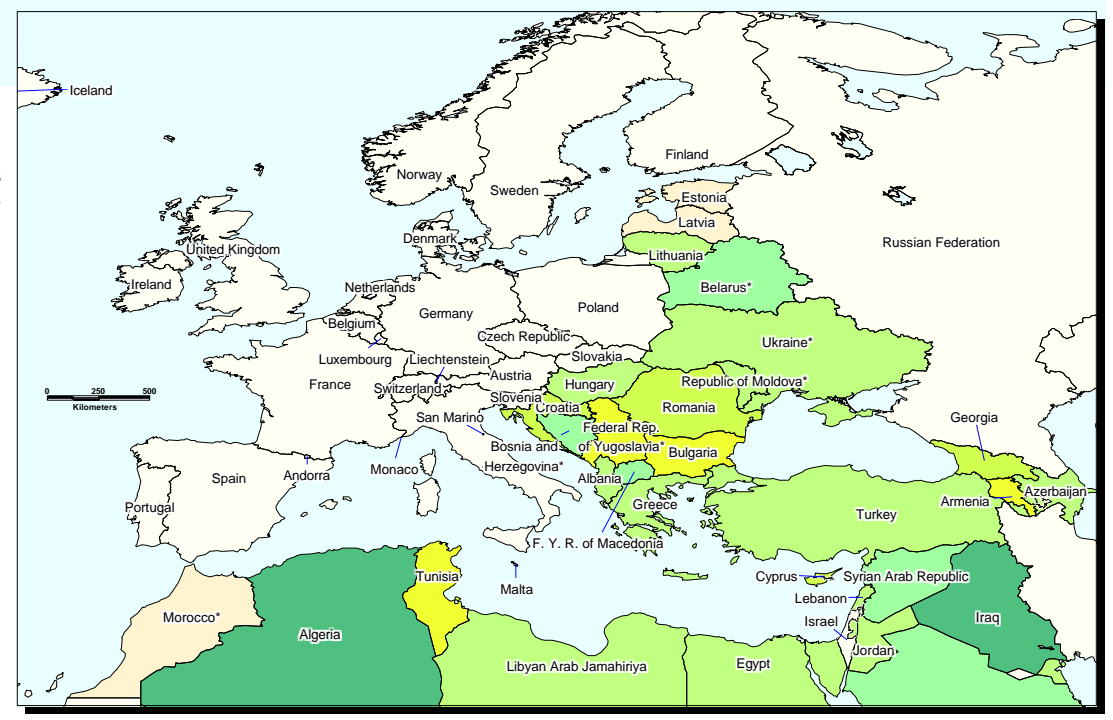 Iceland
Finland
Norway
Sweden
Estonia
Latvia
Denmark
Russian Federation
United Kingdom
Lithuania
Ireland
Netherlands
Belarus*
Poland
Germany
Belgium
Czech Republic
Ukraine*
Luxembourg
Liechtenstein
Slovakia
Austria
France
Switzerland
Hungary
Republic of Moldova*
0 250 500
Kilometers
Slovenia
Croatia
Romania
San Marino
Georgia
Federal Rep.
of Yugoslavia*
Bosnia and
Herzegovina*
Bulgaria
Monaco
Andorra
Spain
Albania
Azerbaijan
Armenia
Portugal
Greece
Turkey
F. Y. R. of Macedonia
Tunisia
Malta
Cyprus
Syrian Arab Republic
Lebanon
Morocco*
Israel
Iraq
Algeria
Jordan
Libyan Arab Jamahiriya
Egypt